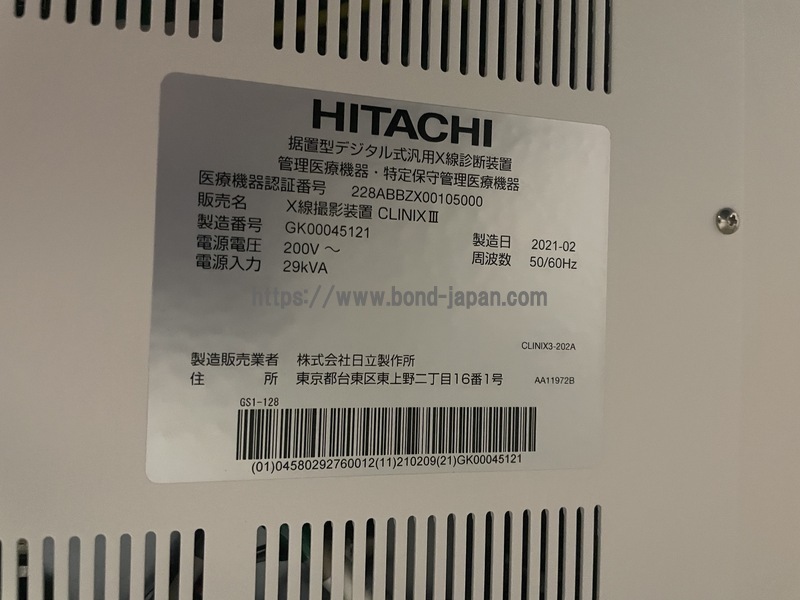 HITACHI
据置型デジタル式汎用X線診断装置
管理医療機器・特定保守管理医療機器
医療機器認証番号 228ABBZX00105000
販売名 X線撮影装置 CLINIX Ⅲ
製造番号 GK00045121 製造日 2021-02
電源電圧 200V ～ 周波数 50/60Hz
電源入力 29kVA
https://www.bond-japan.com
CLINIX3-202A
製造販売業者 株式会社日立製作所
住 所 東京都台東区東上野二丁目16番1号 AA11972B
GS1-128
(01)04580292760012(11)210209(21)GK00045121